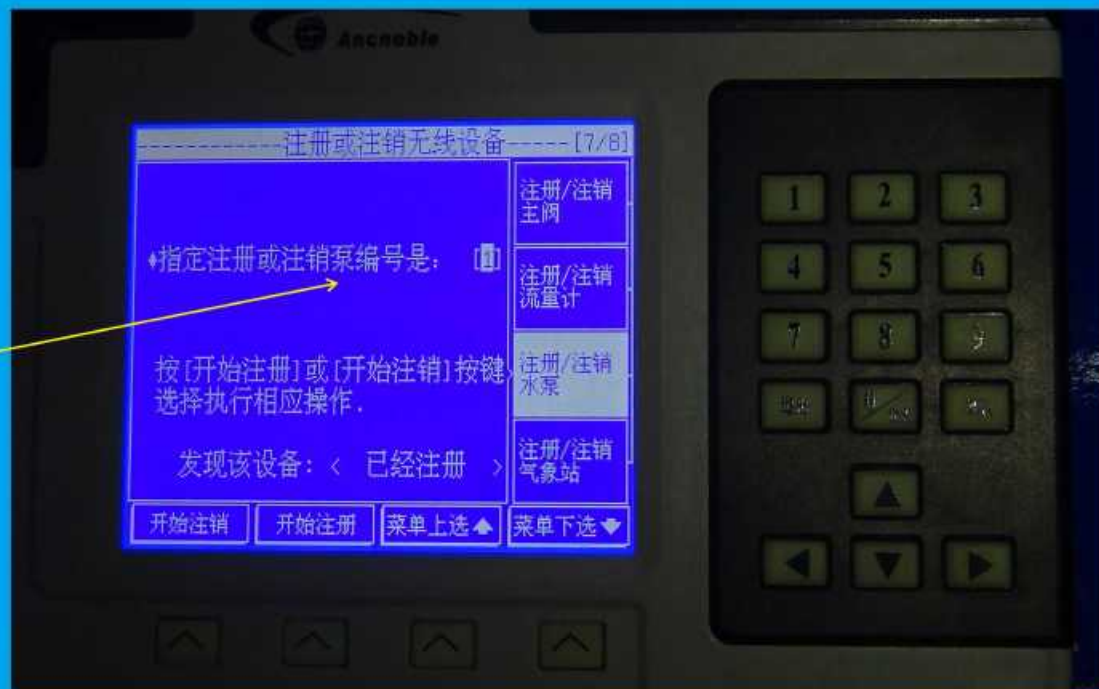 Ancnoble
------------注册或注销无线设备-----[7/8]
♦指定注册或注销泵编号是: [1]
按[开始注册]或[开始注销]按键,
选择执行相应操作.
发现该设备: < 已经注册 >
注册/注销
主阀
注册/注销
流量计
注册/注销
水泵
注册/注销
气象站
开始注销
开始注册
菜单上选
菜单下选
1 2 3
4 5 6
7 8 9